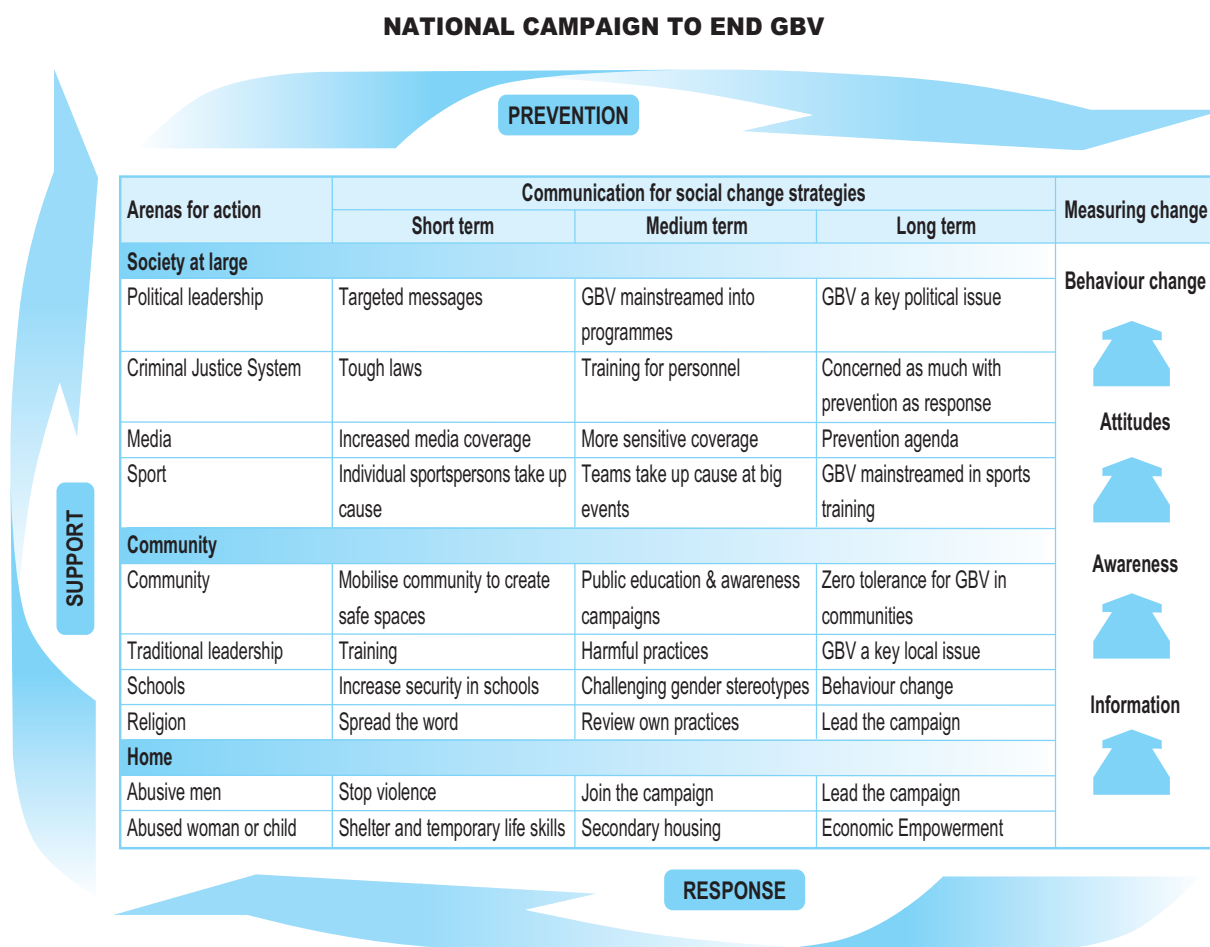 NATIONAL CAMPAIGN TO END GBV
PREVENTION
Arenas for action
Communication for social change strategies
Measuring change
Short term
Medium term
Long term
Society at large
Political leadership
Targeted messages
GBV mainstreamed into
programmes
GBV a key political issue
Criminal Justice System
Tough laws
Training for personnel
Concerned as much with
prevention as response
Media
Increased media coverage
More sensitive coverage
Prevention agenda
Sport
Individual sportspersons take up
cause
Teams take up cause at big
events
GBV mainstreamed in sports
training
Community
Community
Mobilise community to create
safe spaces
Public education & awareness
campaigns
Zero tolerance for GBV in
communities
Traditional leadership
Training
Harmful practices
GBV a key local issue
Schools
Increase security in schools
Challenging gender stereotypes
Behaviour change
Religion
Spread the word
Review own practices
Lead the campaign
Home
Abusive men
Stop violence
Join the campaign
Lead the campaign
Abused woman or child
Shelter and temporary life skills
Secondary housing
Economic Empowerment
Behaviour change
Attitudes
Awareness
Information
SUPPORT
RESPONSE